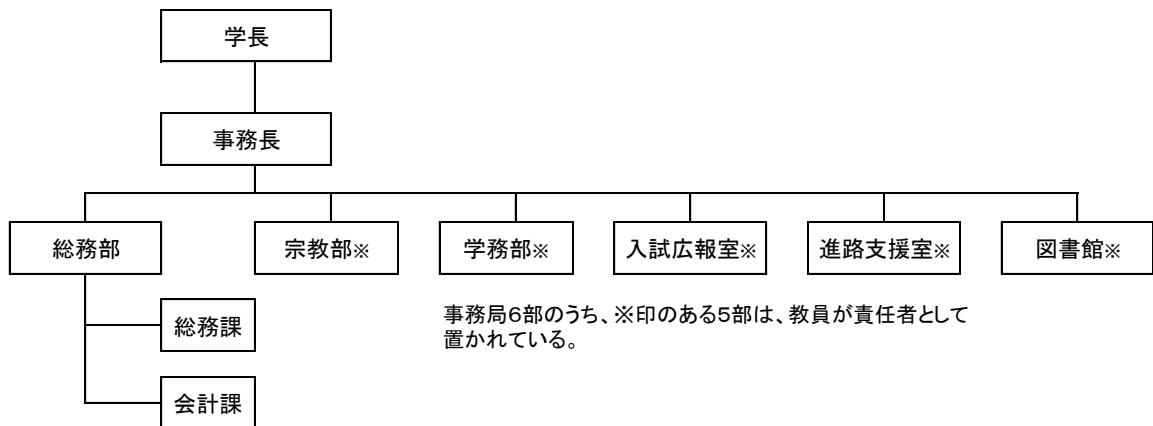 学長
事務長
総務部
宗教部※
学務部※
入試広報室※
進路支援室※
図書館※
総務課
会計課
事務局6部のうち、※印のある5部は、教員が責任者として
置かれている。